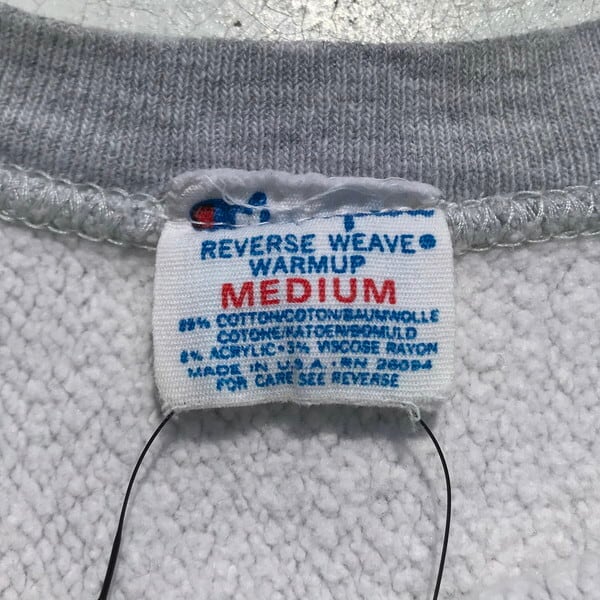 REVERSE WEAVE
WARMUP
MEDIUM
89% COTTON/COTON/BAUMWOLLE
COTONE/KATOEN/BOMULD
8% ACRYLIC•3% VISCOSE RAYON
MADE IN U.S.A. RN 26094
FOR CARE SEE REVERSE